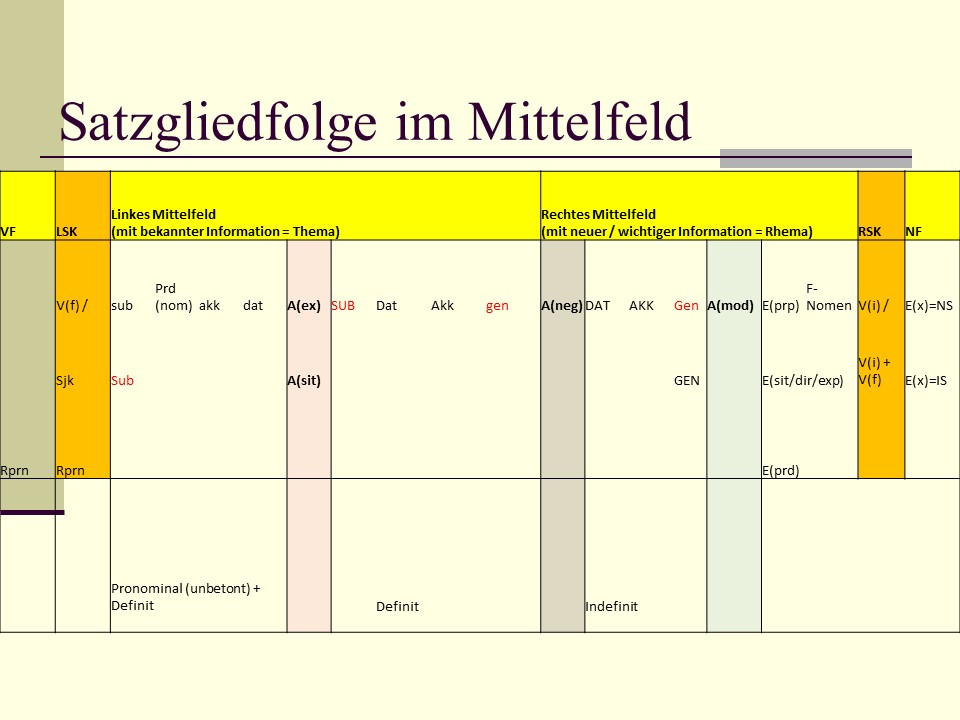 Satzgliedfolge im Mittelfeld
VF LSK Linkes Mittelfeld
(mit bekannter Information = Thema) Rechtes Mittelfeld
(mit neuer / wichtiger Information = Rhema) RSK NF
V(f) / sub Prd
(nom) akk dat A(ex) SUB Dat Akk gen A(neg) DAT AKK Gen A(mod) E(prp) F-
Nomen V(i) / E(x)=NS
Sjk Sub A(sit) GEN E(sit/dir/exp) V(i) +
V(f) E(x)=IS
Rprn Rprn E(prd)
Pronominal (unbetont) +
Definit Definit Indefinit